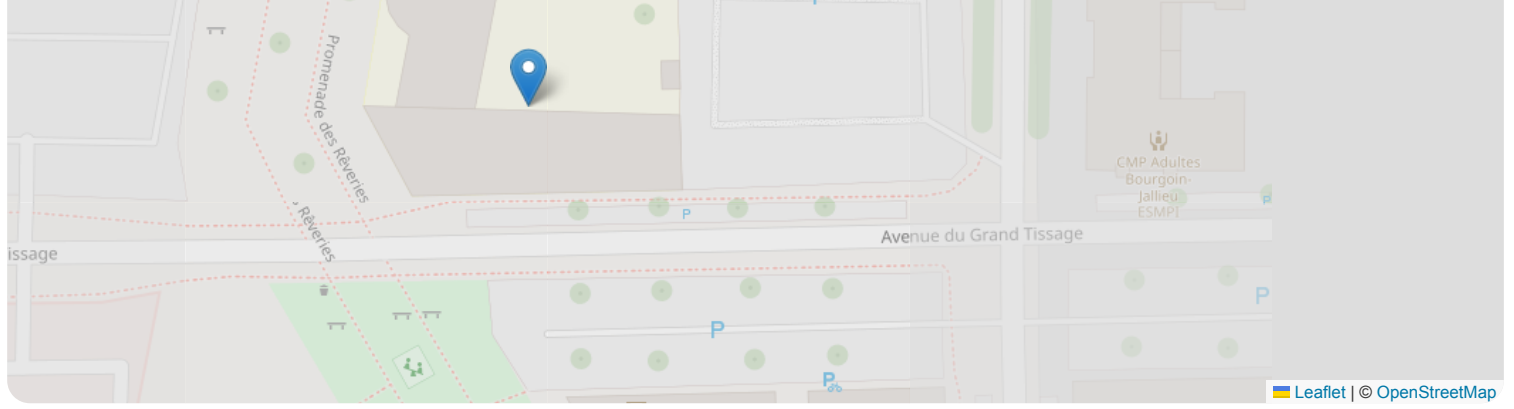 Promenade des Rêveries
CMP Adultes
Bourgoin-
Jallieu
ESMPI
P
P
, Rêveries
Avenue du Grand Tissage
issage
P
P
P
Leaflet | © OpenStreetMap